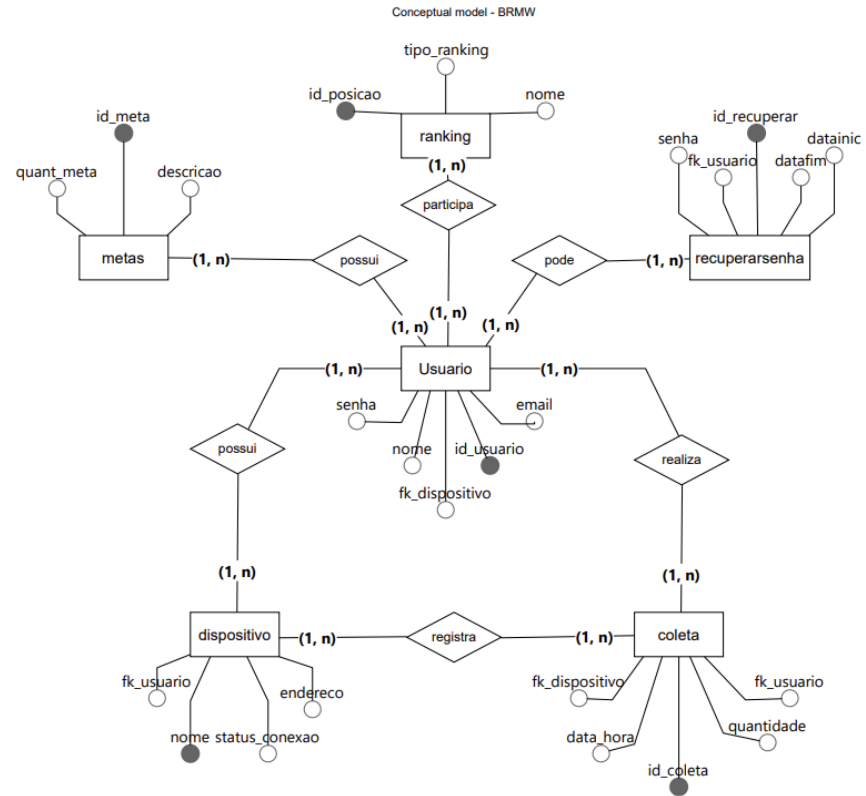 Conceptual model - BRMW
tipo_ranking
id_posicao
nome
ranking
(1, n)
id_meta
quant_meta
descricao
metas
(1, n)
possui
(1, n)
participa
(1, n)
id_recuperar
datainic
senha
fk_usuario
datafim
recuperarsenha
(1, n)
pode
(1, n)
Usuario
(1, n)
(1, n)
senha
email
nome
id_usuario
fk_dispositivo
possui
realiza
(1, n)
(1, n)
dispositivo
(1, n)
registra
(1, n)
coleta
fk_usuario
endereco
nome
status_conexao
fk_dispositivo
fk_usuario
data_hora
quantidade
id_coleta